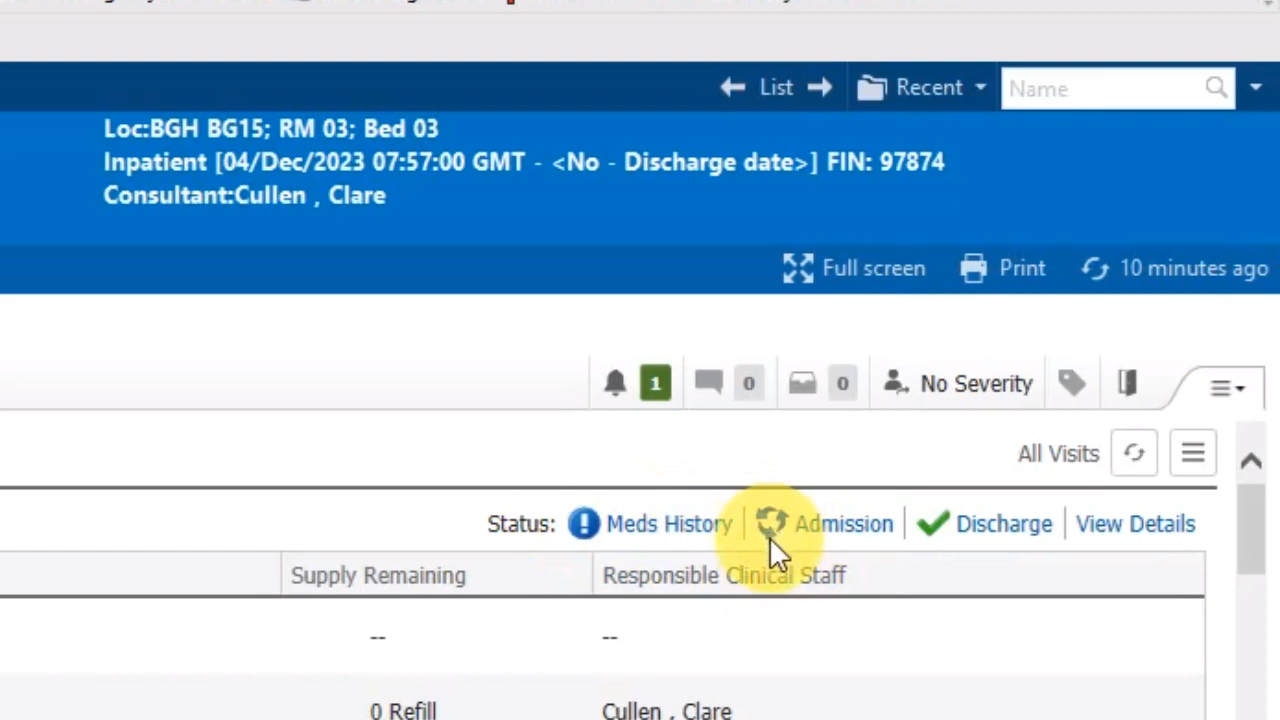 List Recent Name
Loc:BGH BG15; RM 03; Bed 03
Inpatient [04/Dec/2023 07:57:00 GMT - <No - Discharge date>] FIN: 97874
Consultant:Cullen , Clare
Full screen Print 10 minutes ago
1 0 0 No Severity
All Visits
Status: Meds History Admission Discharge View Details
Supply Remaining Responsible Clinical Staff
-- --
0 Refill Cullen , Clare